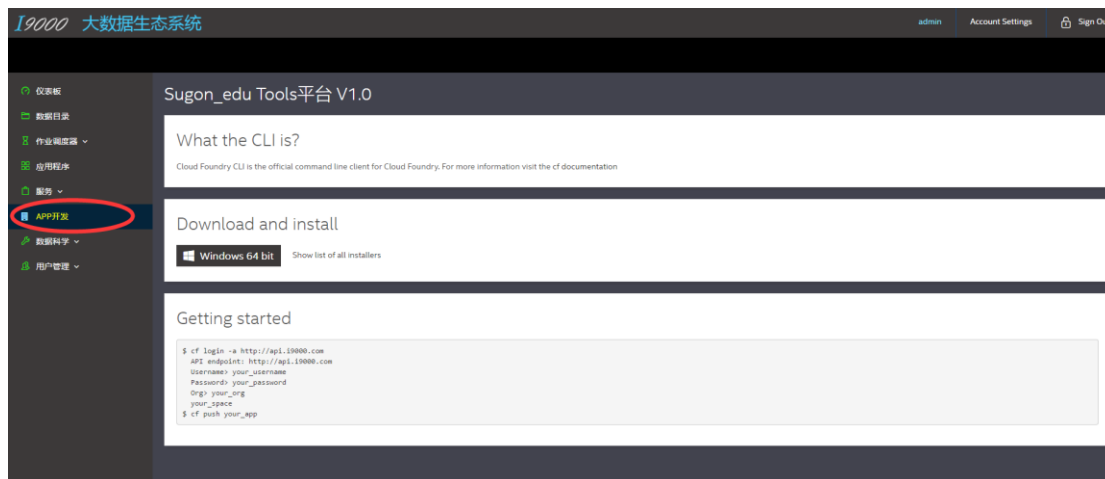 I9000 大数据生态系统
admin
Account Settings
Sign Ou
仪表板
数据目录
作业调度器
应用程序
服务
APP开发
数据科学
用户管理
Sugon_edu Tools平台 V1.0
What the CLI is?
Cloud Foundry CLI is the official command line client for Cloud Foundry. For more information visit the cf documentation
Download and install
Windows 64 bit
Show list of all installers
Getting started
$ cf login -a http://api.i9000.com
API endpoint: http://api.i9000.com
Username> your_username
Password> your_password
Org> your_org
your_space
$ cf push your_app